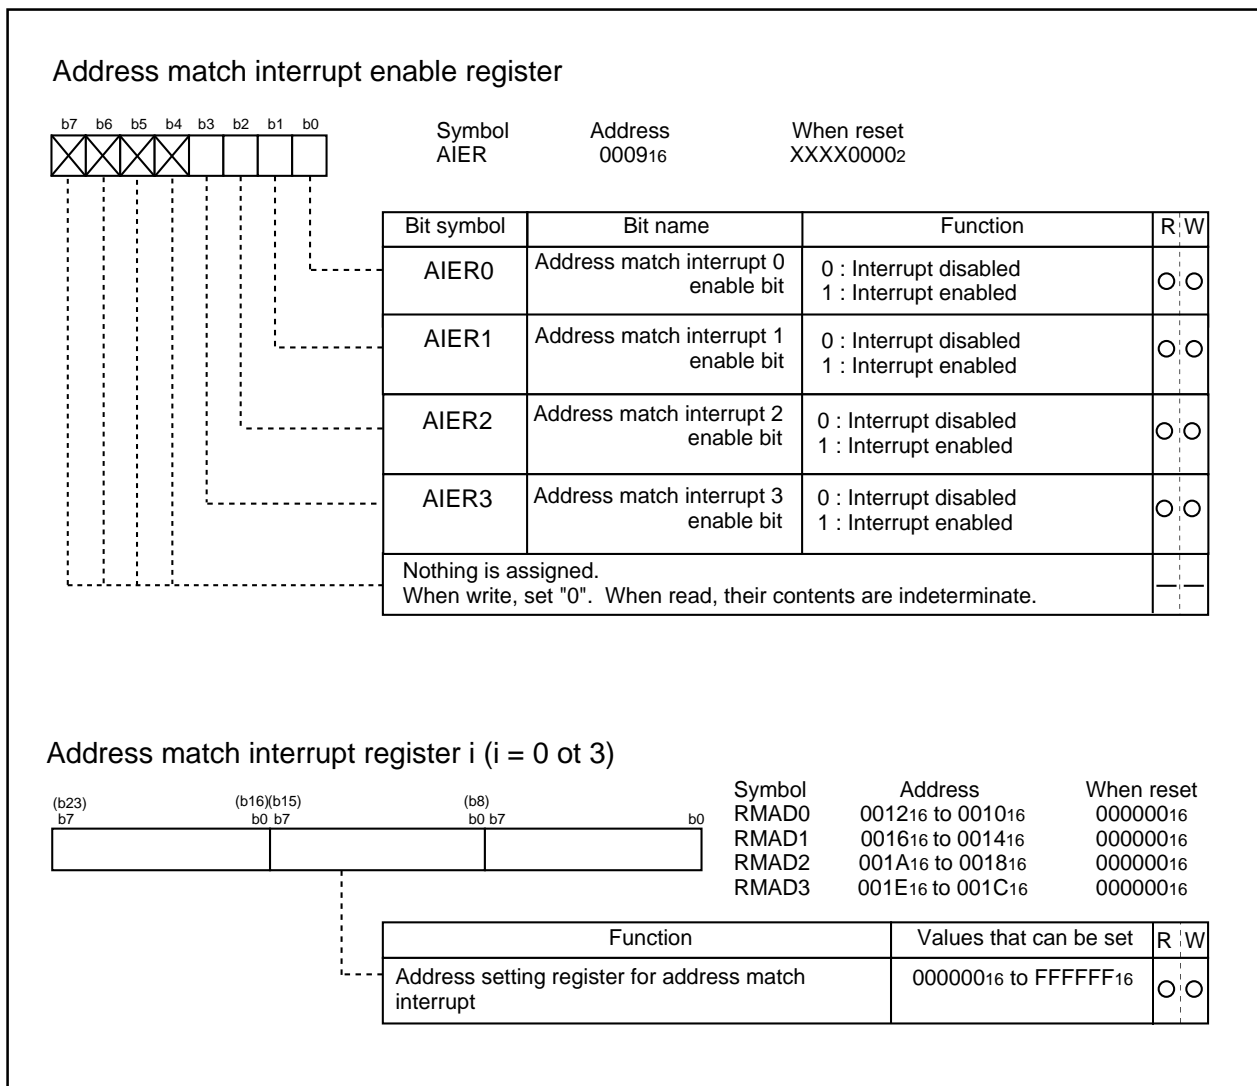 Address match interrupt enable register
b7 b6 b5 b4 b3 b2 b1 b0
Symbol Address When reset
AIER 000916 XXXX00002
Bit symbol Bit name Function R W
AIER0 Address match interrupt 0 enable bit 0 : Interrupt disabled
1 : Interrupt enabled
AIER1 Address match interrupt 1 enable bit 0 : Interrupt disabled
1 : Interrupt enabled
AIER2 Address match interrupt 2 enable bit 0 : Interrupt disabled
1 : Interrupt enabled
AIER3 Address match interrupt 3 enable bit 0 : Interrupt disabled
1 : Interrupt enabled
Nothing is assigned.
When write, set "0". When read, their contents are indeterminate.
Address match interrupt register i (i = 0 ot 3)
(b23) (b16)(b15) (b8)
b7 b0 b7 b0 b7 b0
Symbol Address When reset
RMAD0 001216 to 001016 00000016
RMAD1 001616 to 001416 00000016
RMAD2 001A16 to 001816 00000016
RMAD3 001E16 to 001C16 00000016
Function Values that can be set R W
Address setting register for address match
interrupt
00000016 to FFFFFF16